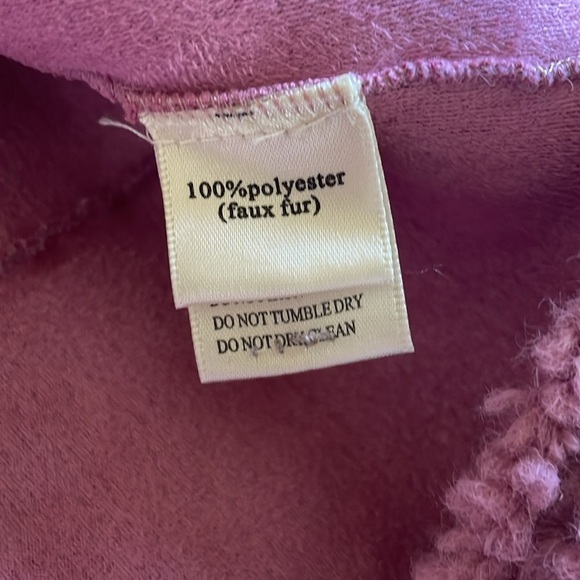 100%polyester
(faux fur)
DO NOT TUMBLE DRY
DO NOT DRY CLEAN